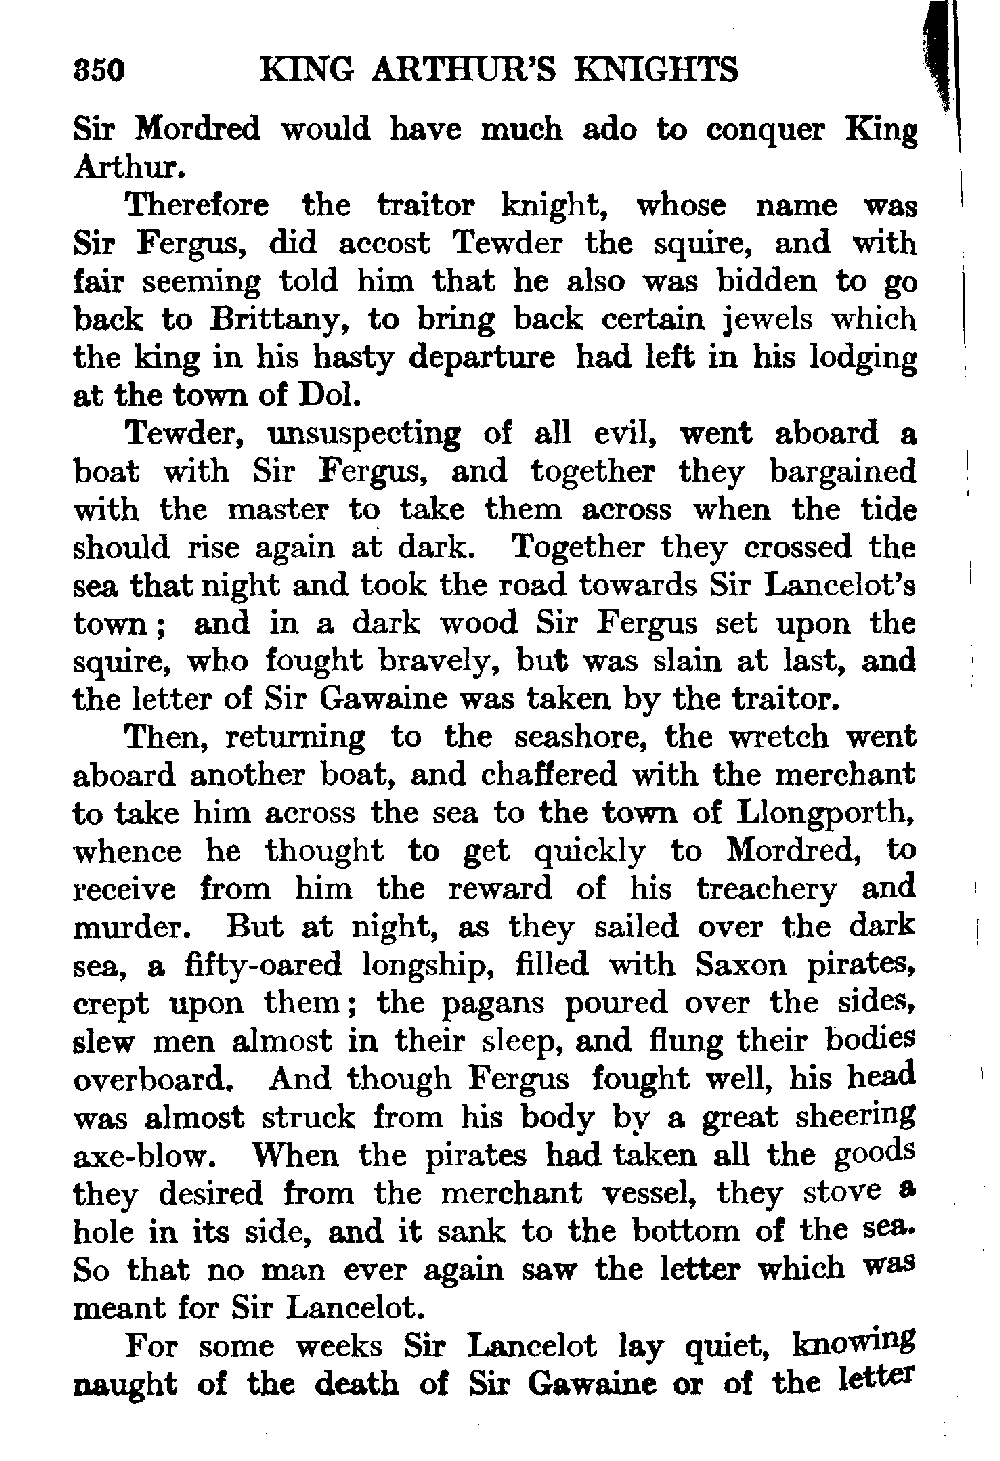 350 KING ARTHUR'S KNIGHTS
Sir Mordred would have much ado to conquer King
Arthur.
Therefore the traitor knight, whose name was
Sir Fergus, did accost Tewder the squire, and with
fair seeming told him that he also was bidden to go
back to Brittany, to bring back certain jewels which
the king in his hasty departure had left in his lodging
at the town of Dol.
Tewder, unsuspecting of all evil, went aboard a
boat with Sir Fergus, and together they bargained
with the master to take them across when the tide
should rise again at dark. Together they crossed the
sea that night and took the road towards Sir Lancelot's
town; and in a dark wood Sir Fergus set upon the
squire, who fought bravely, but was slain at last, and
the letter of Sir Gawaine was taken by the traitor.
Then, returning to the seashore, the wretch went
aboard another boat, and chaffered with the merchant
to take him across the sea to the town of Llongporth,
whence he thought to get quickly to Mordred, to
receive from him the reward of his treachery and
murder. But at night, as they sailed over the dark
sea, a fifty-oared longship, filled with Saxon pirates,
crept upon them; the pagans poured over the sides,
slew men almost in their sleep, and flung their bodies
overboard. And though Fergus fought well, his head
was almost struck from his body by a great sheering
axe-blow. When the pirates had taken all the goods
they desired from the merchant vessel, they stove a
hole in its side, and it sank to the bottom of the sea.
So that no man ever again saw the letter which was
meant for Sir Lancelot.
For some weeks Sir Lancelot lay quiet, knowing
naught of the death of Sir Gawaine or of the letter